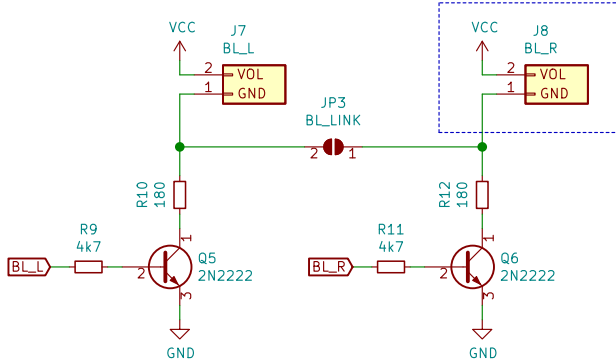 VCC
J7
BL_L
2
VOL
1
GND
VCC
J8
BL_R
2
VOL
1
GND
JP3
BL_LINK
2
1
R10
180
R12
180
R9
4k7
BL_L
1
2
3
Q5
2N2222
R11
4k7
BL_R
1
2
3
Q6
2N2222
GND
GND